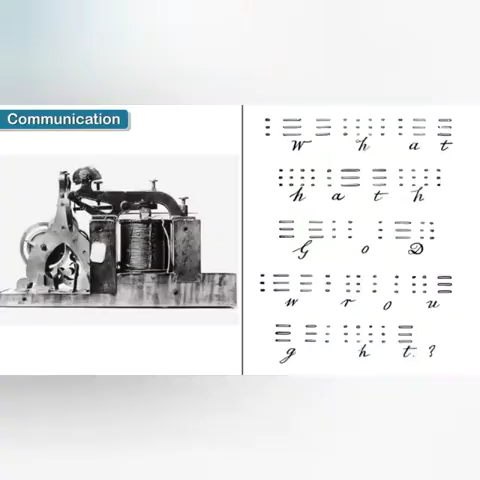 Communication
W h a t
h a t h
G o D
w r o u
g h t. ?